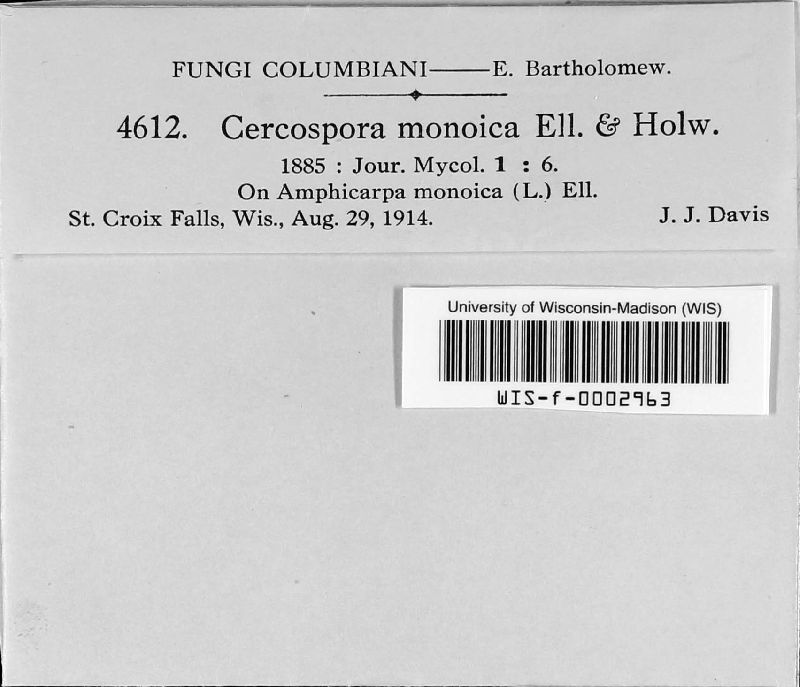 FUNGI COLUMBIANI——E. Bartholomew.
4612. Cercospora monoica Ell. & Holw.
1885 : Jour. Mycol. 1 : 6.
On Amphicarpa monoica (L.) Ell.
St. Croix Falls, Wis., Aug. 29, 1914. J. J. Davis
University of Wisconsin-Madison (WIS)
WIS-f-0002963